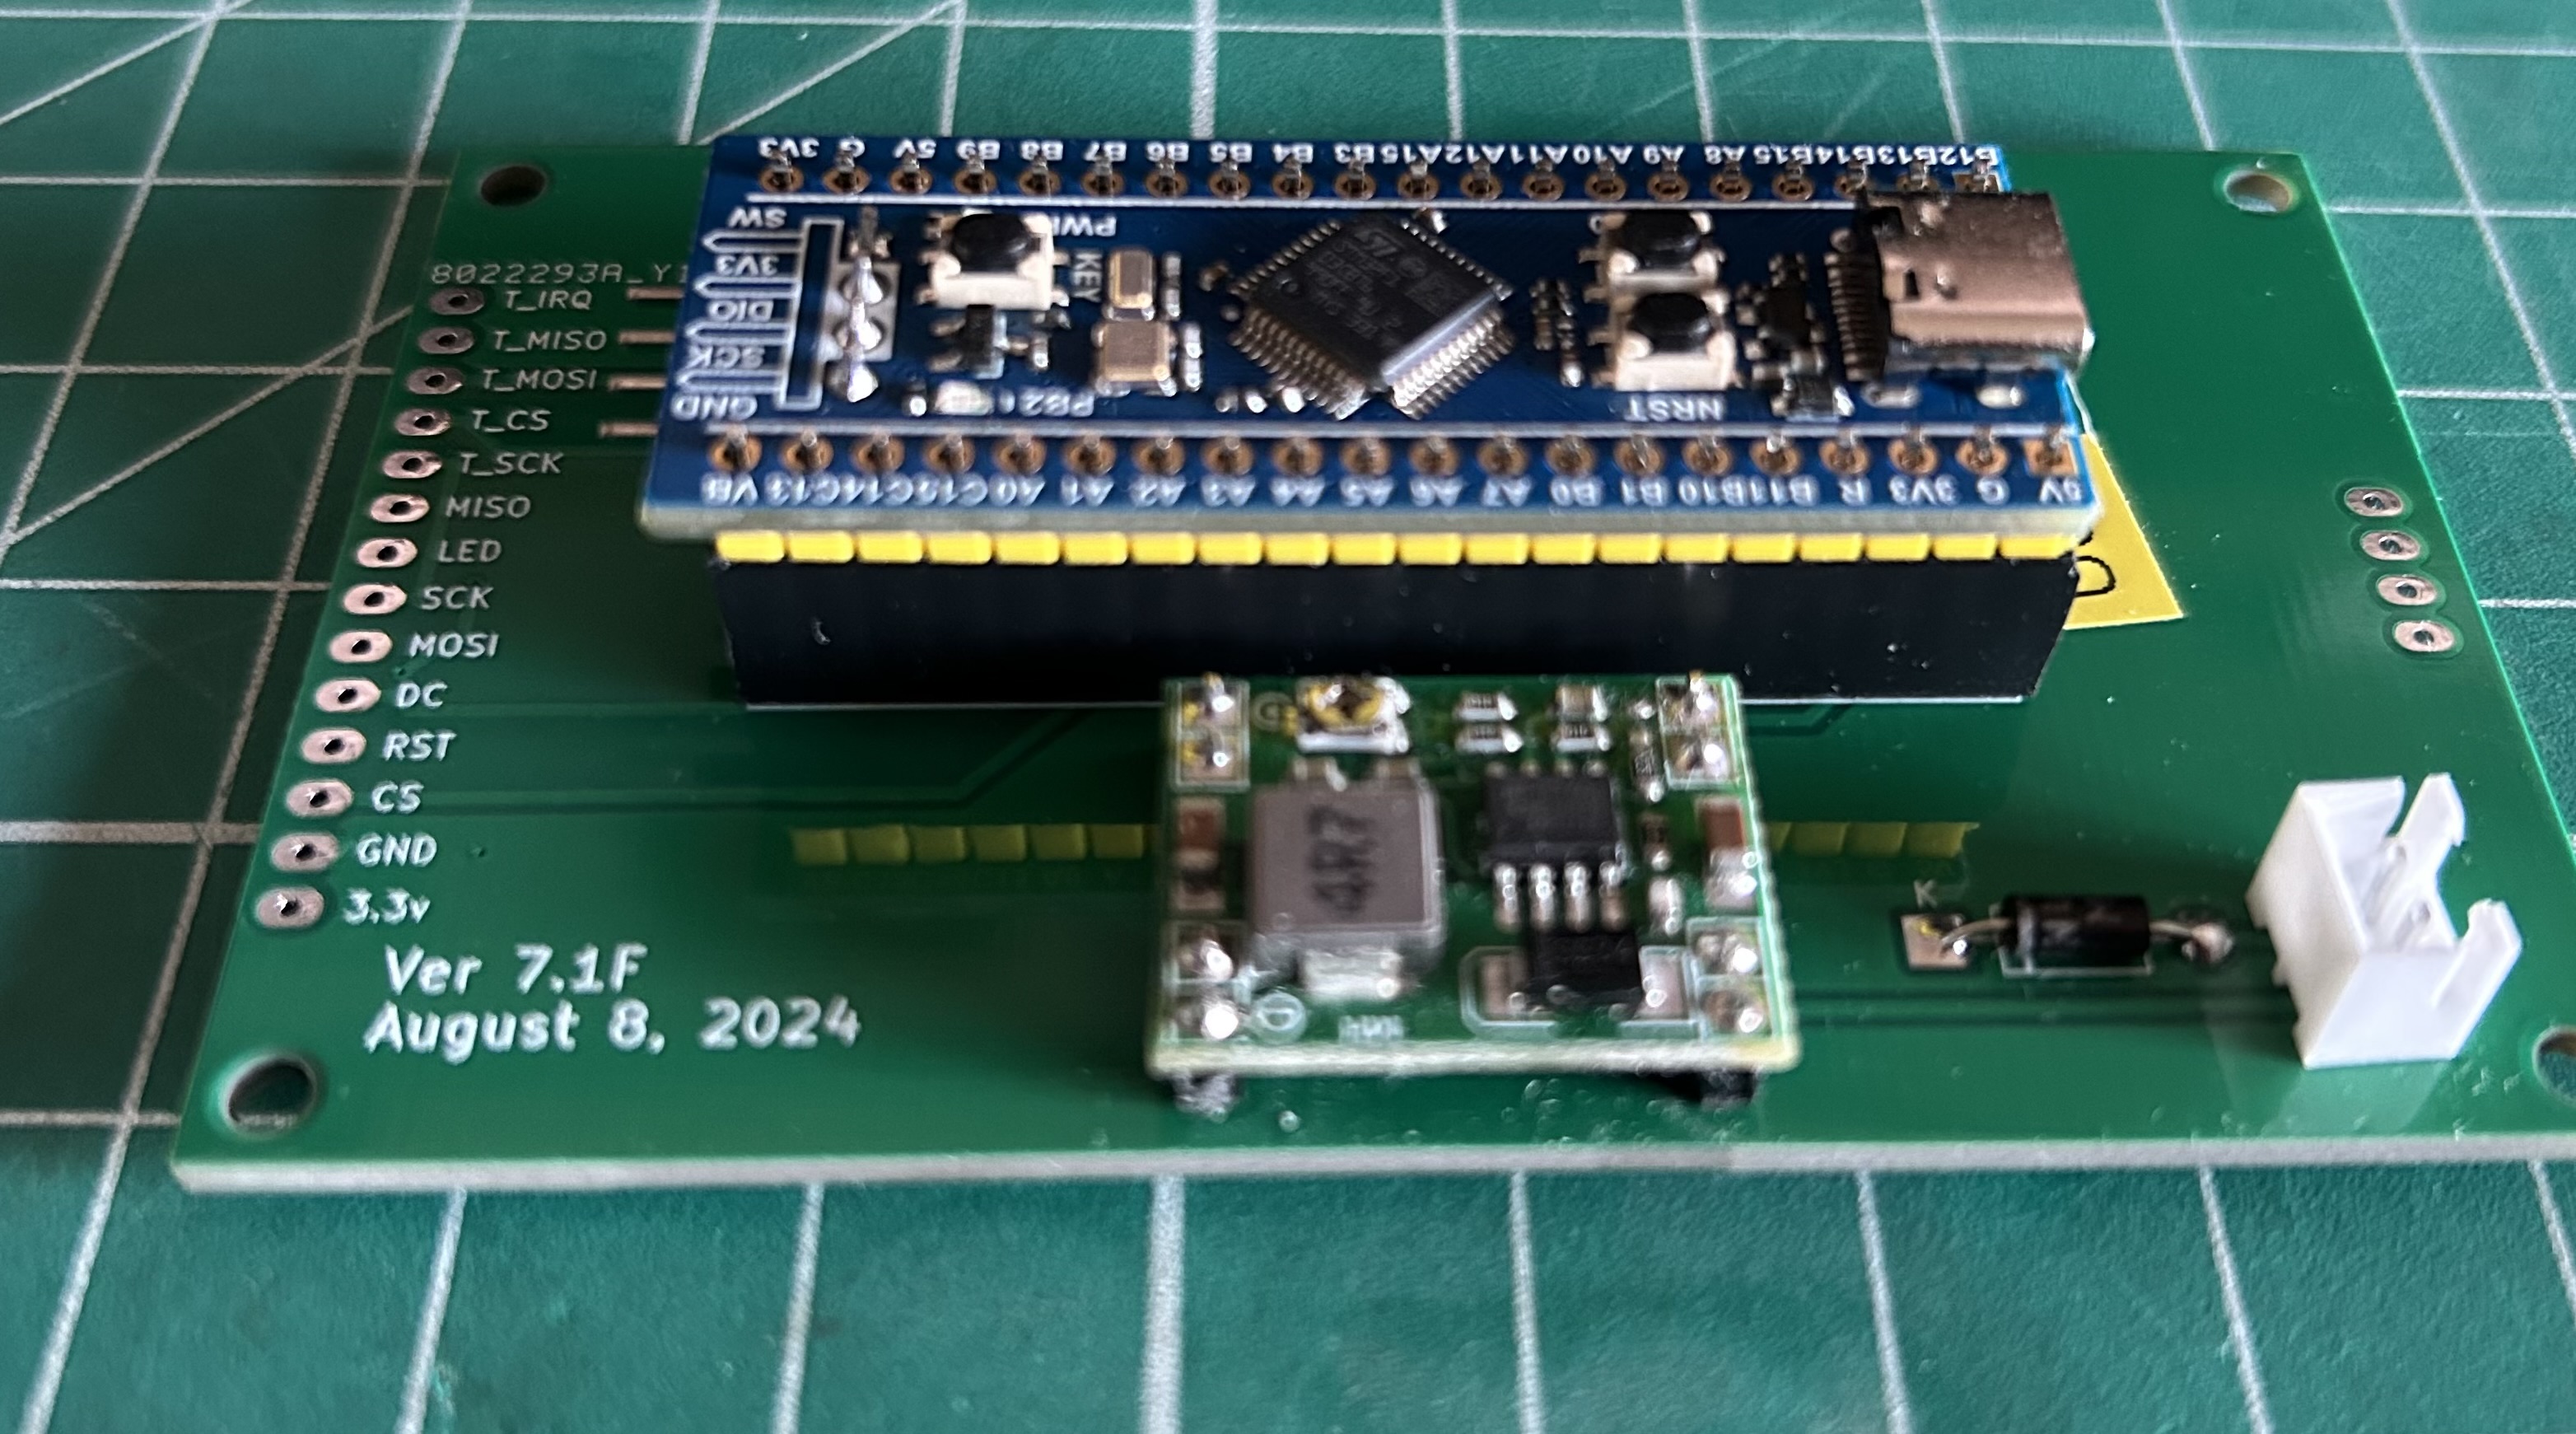 3V3 G 5V B9 B8 B7 B6 B5 B4 B3 A15 A12 A11 A10 A9 A8 B15 B14 B13 B12
SW
3V3
DIO
SCK
GND
KEY
NRST
VB C13 C14 C15 A0 A1 A2 A3 A4 A5 A6 A7 B0 B1 B10 B11 R 3V3 G 5V
8022293A_Y1
T_IRQ
T_MISO
T_MOSI
T_CS
T_SCK
MISO
LED
SCK
MOSI
DC
RST
CS
GND
3.3v
Ver 7.1F
August 8, 2024
4R7
K